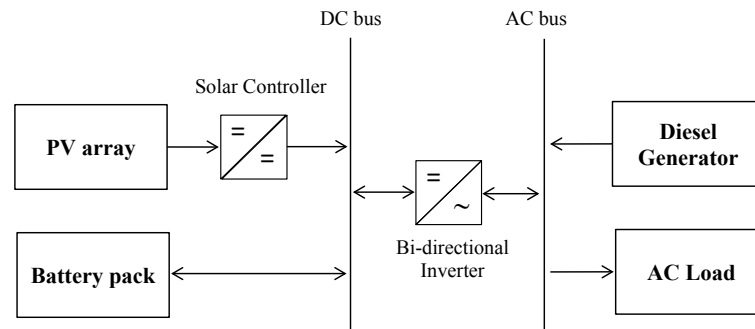 DC bus
AC bus
Solar Controller
PV array
=
=
Diesel
Generator
=
~
Bi-directional
Inverter
Battery pack
AC Load